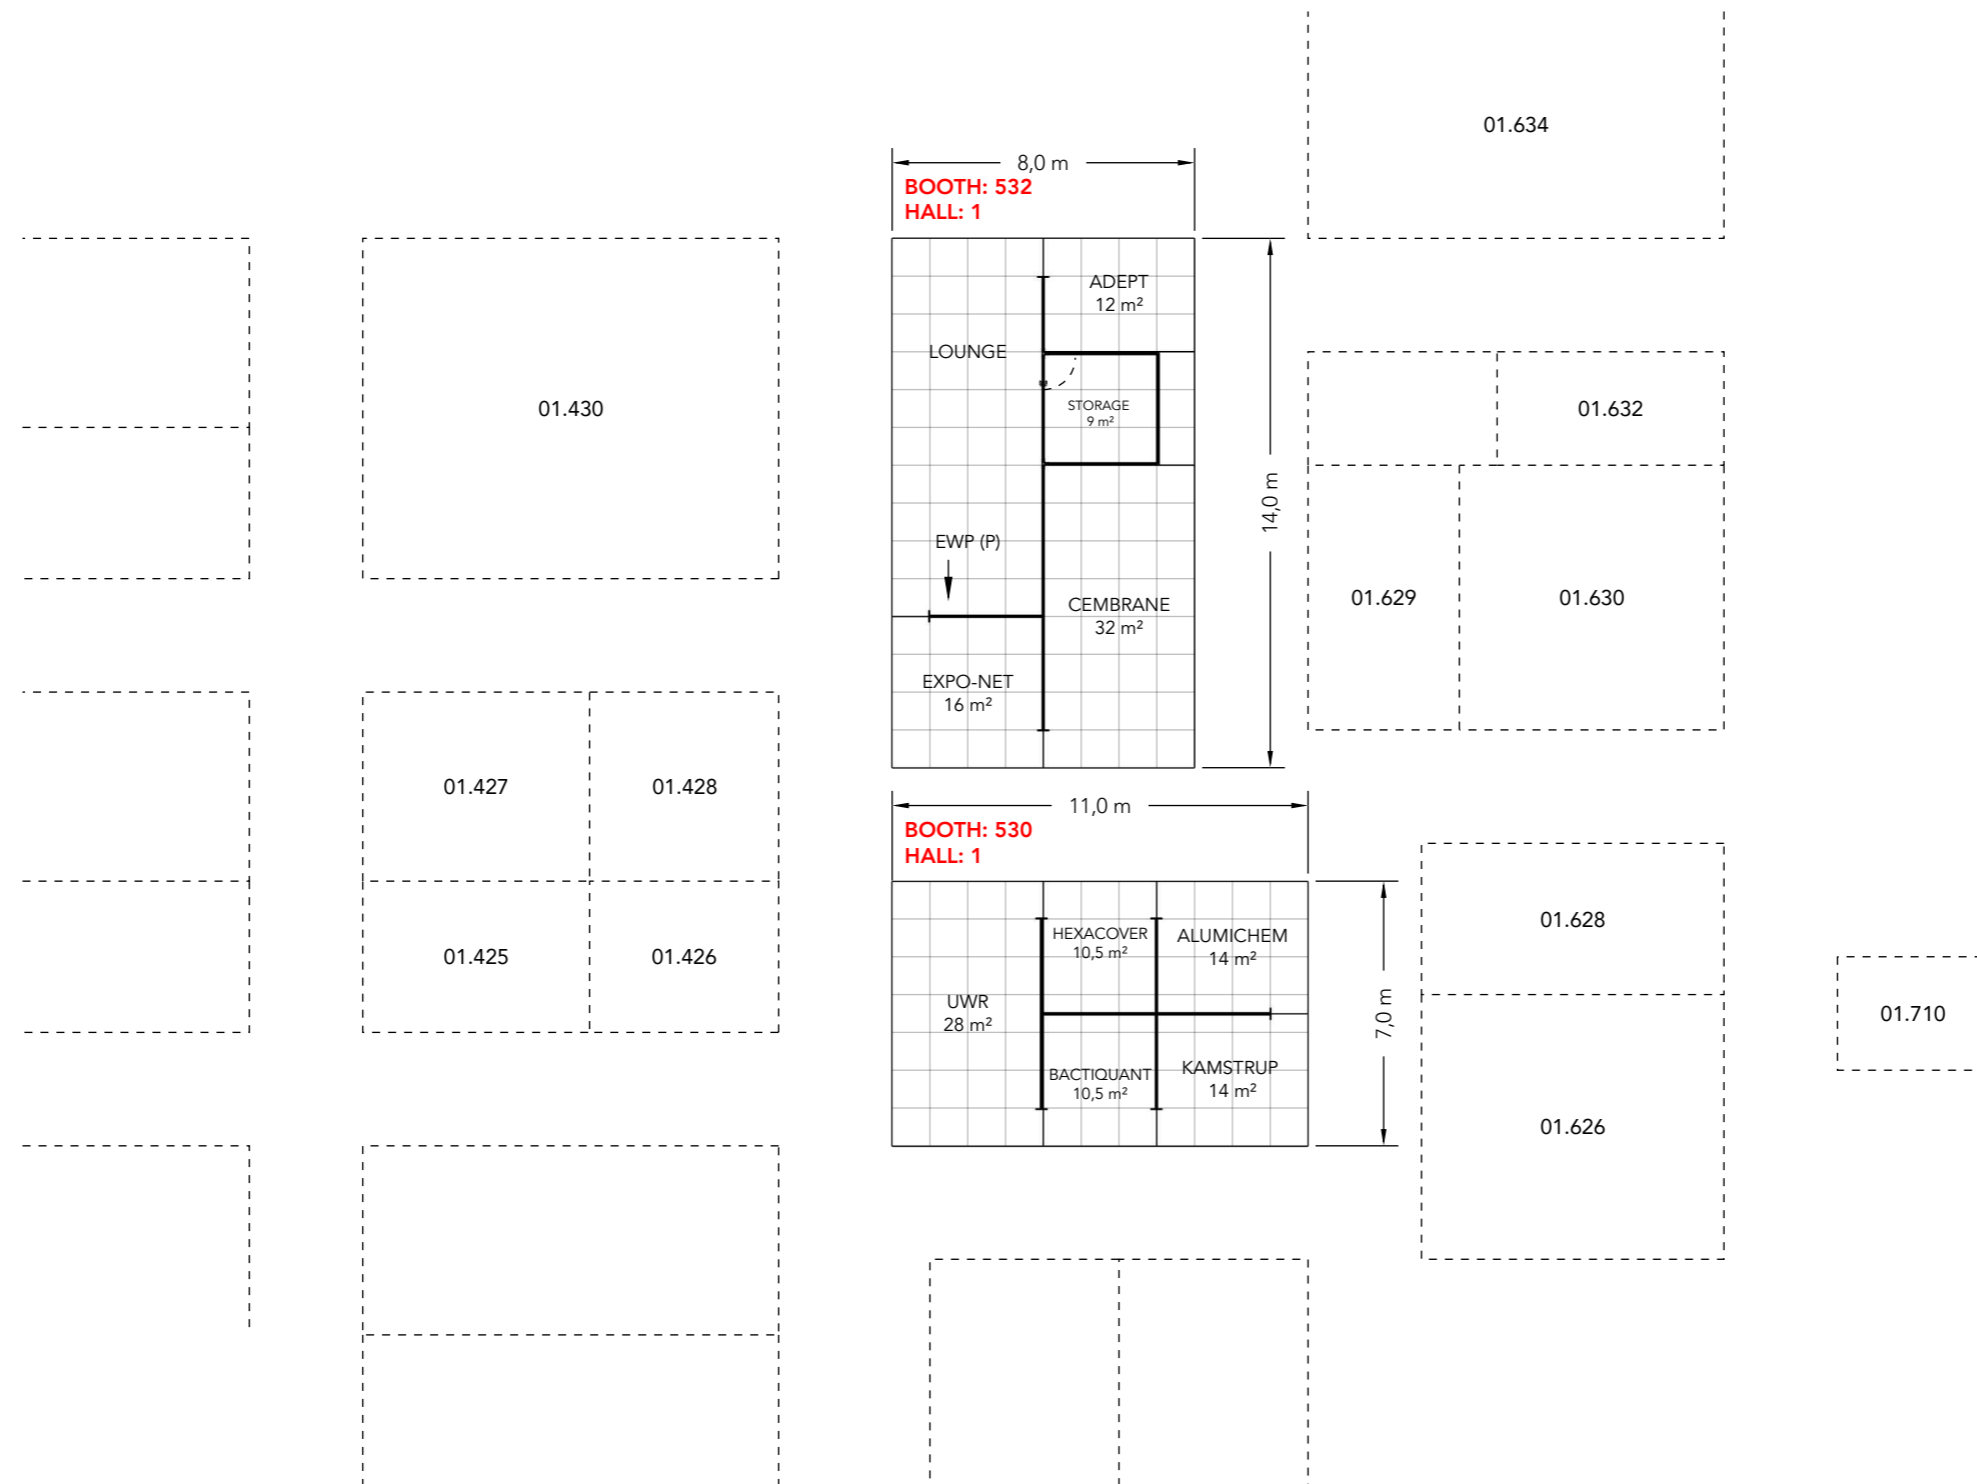 01.634
8,0 m
BOOTH: 532
HALL: 1
ADEPT
12 m²
LOUNGE
STORAGE
9 m²
01.430
01.632
14,0 m
EWP (P)
CEMBRANE
32 m²
01.629
01.630
EXPO-NET
16 m²
01.427
01.428
11,0 m
BOOTH: 530
HALL: 1
01.425
01.426
HEXACOVER
10,5 m²
ALUMICHEM
14 m²
UWR
28 m²
7,0 m
BACTIQUANT
10,5 m²
KAMSTRUP
14 m²
01.628
01.710
01.626